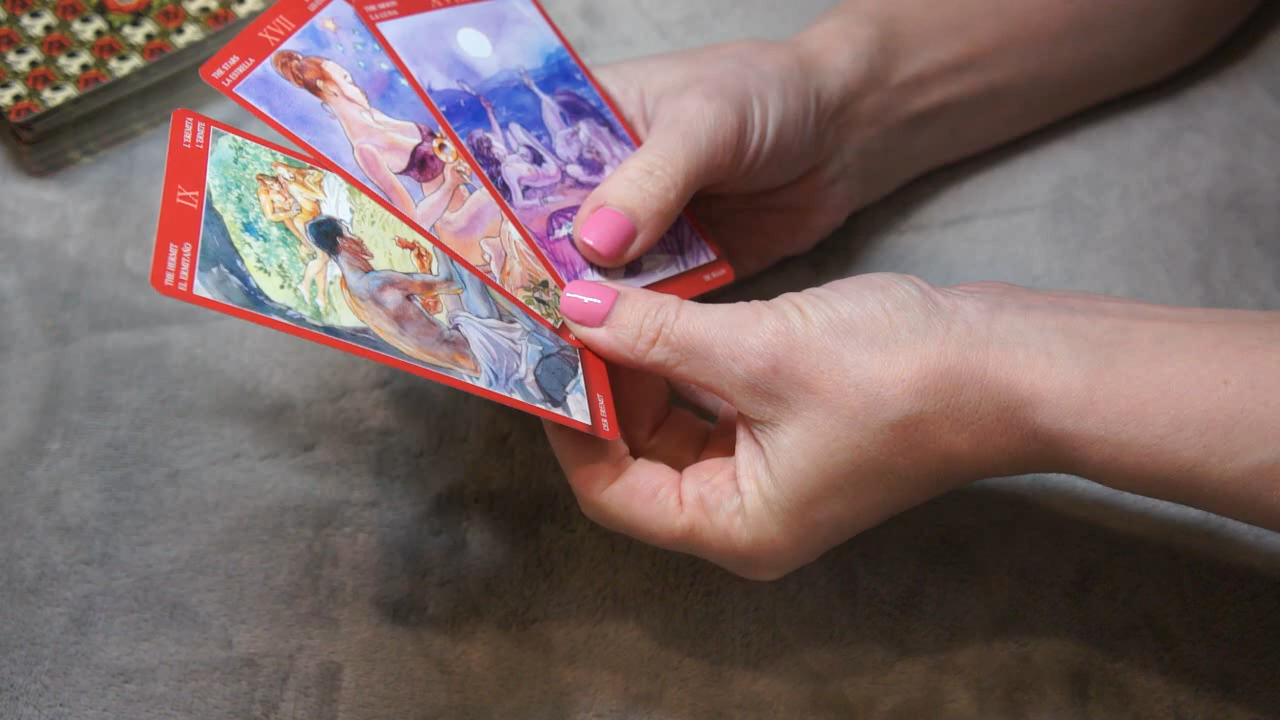 THE MOON
LA LUNA
XVII
THE STARS
LA ESTRELLA
L'EREMITA
L'ERMITE
IX
THE HERMIT
EL ERMITAÑO
DER EREMIT